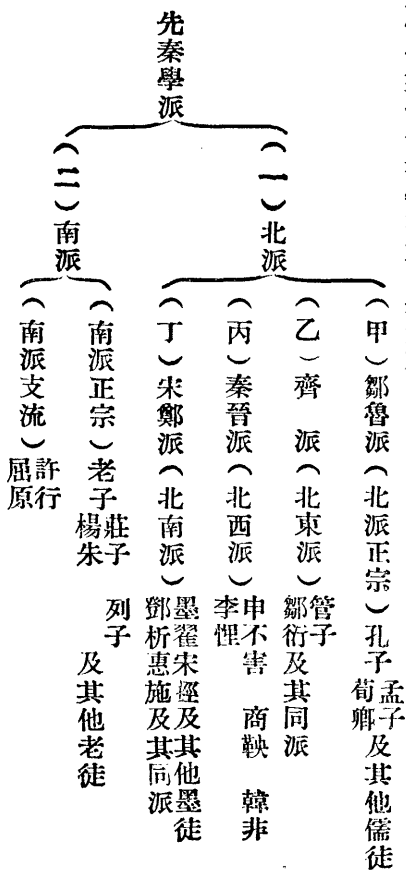 先秦學派
（一）北派
（甲）鄒魯派（北派正宗）孔子 孟子 荀卿 及其他儒徒
（乙）齊　派（北東派）管子
鄒衍及其同派
（丙）秦晉派（北西派）申不害　商鞅　韓非
李悝
（丁）宋鄭派（北南派）墨翟宋牼及其他墨徒
鄧析惠施及其同派
（二）南派
（南派正宗）老子 莊子 列子
楊朱 及其他老徒
（南派支流）許行
屈原